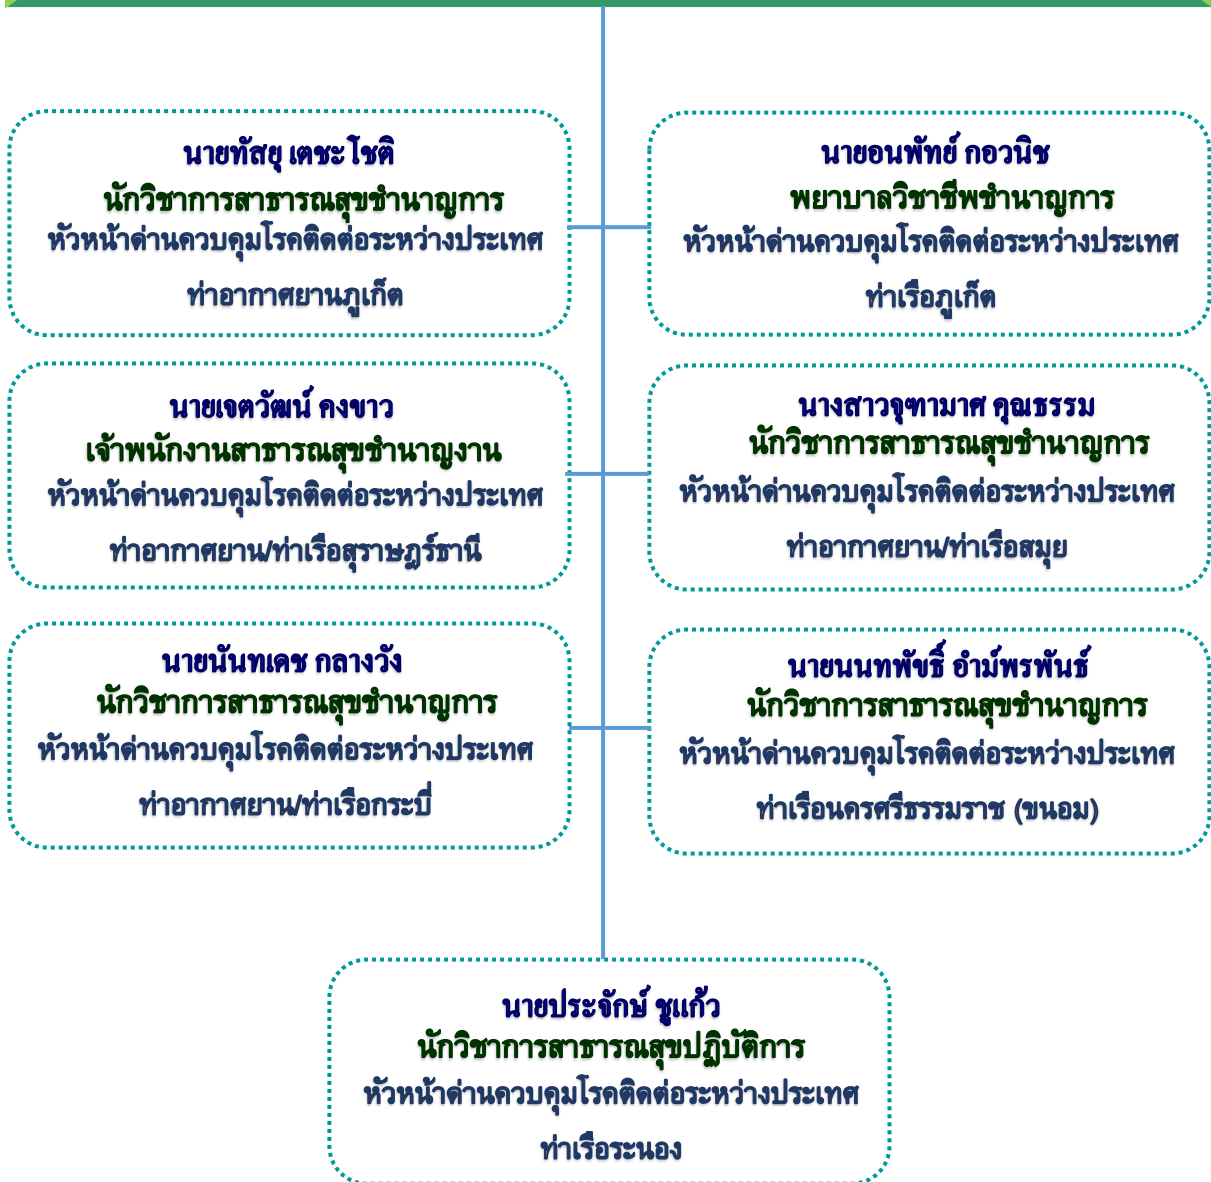 นายทัสยุ เตชะโชติ
นักวิชาการสาธารณสุขชำนาญการ
หัวหน้าด่านควบคุมโรคติดต่อระหว่างประเทศ
ท่าอากาศยานภูเก็ต
นายอนพัทย์ กอวนิช
พยาบาลวิชาชีพชำนาญการ
หัวหน้าด่านควบคุมโรคติดต่อระหว่างประเทศ
ท่าเรือภูเก็ต
นายเจตวัฒน์ คงขาว
เจ้าพนักงานสาธารณสุขชำนาญงาน
หัวหน้าด่านควบคุมโรคติดต่อระหว่างประเทศ
ท่าอากาศยาน/ท่าเรือสุราษฎร์ธานี
นางสาวจุฑามาศ คุณธรรม
นักวิชาการสาธารณสุขชำนาญการ
หัวหน้าด่านควบคุมโรคติดต่อระหว่างประเทศ
ท่าอากาศยาน/ท่าเรือสมุย
นายนันทเดช กลางวัง
นักวิชาการสาธารณสุขชำนาญการ
หัวหน้าด่านควบคุมโรคติดต่อระหว่างประเทศ
ท่าอากาศยาน/ท่าเรือกระบี่
นายนนทพัขธิ์ อำม์พรพันธ์
นักวิชาการสาธารณสุขชำนาญการ
หัวหน้าด่านควบคุมโรคติดต่อระหว่างประเทศ
ท่าเรือนครศรีธรรมราช (ขนอม)
นายประจักษ์ ชูแก้ว
นักวิชาการสาธารณสุขปฏิบัติการ
หัวหน้าด่านควบคุมโรคติดต่อระหว่างประเทศ
ท่าเรือระนอง